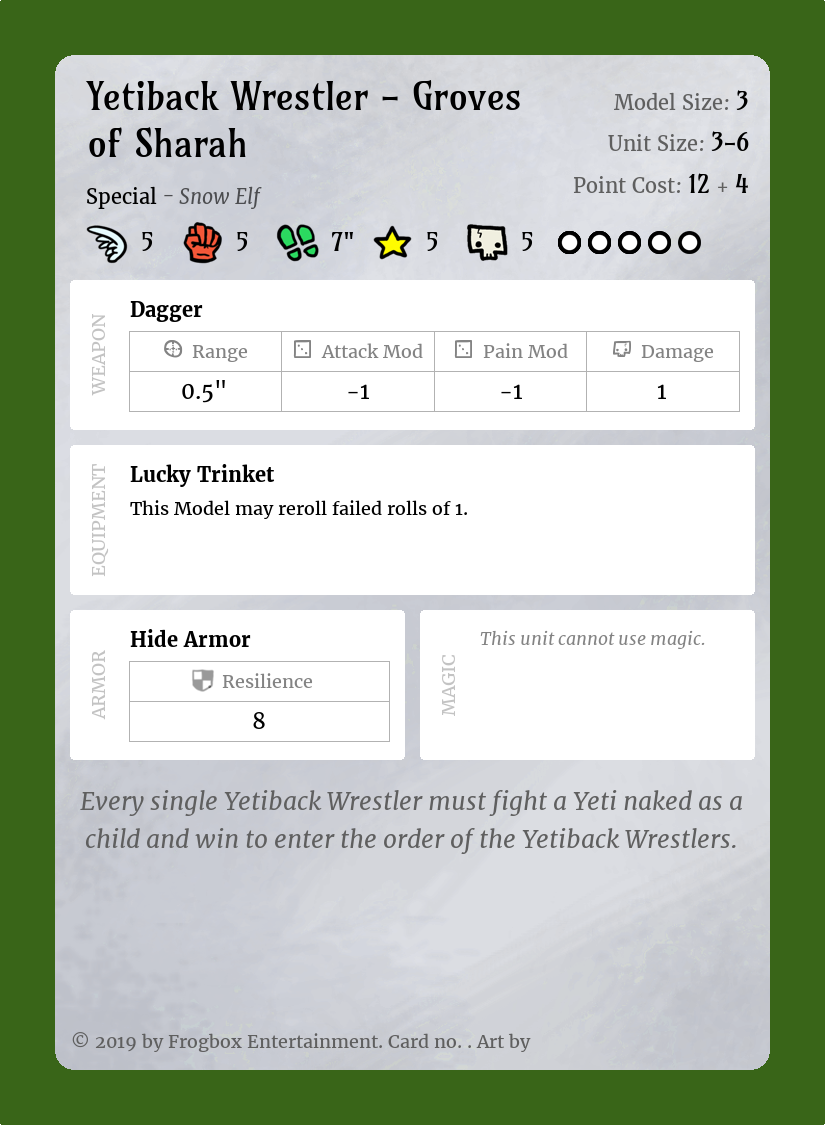 Yetiback Wrestler – Groves
of Sharah
Model Size: 3
Unit Size: 3–6
Point Cost: 12 + 4
Special – Snow Elf
5 5 7" 5 5
WEAPON
Dagger
Range Attack Mod Pain Mod Damage
0.5" -1 -1 1
EQUIPMENT
Lucky Trinket
This Model may reroll failed rolls of 1.
ARMOR
Hide Armor
Resilience
8
MAGIC
This unit cannot use magic.
Every single Yetiback Wrestler must fight a Yeti naked as a
child and win to enter the order of the Yetiback Wrestlers.
© 2019 by Frogbox Entertainment. Card no. . Art by